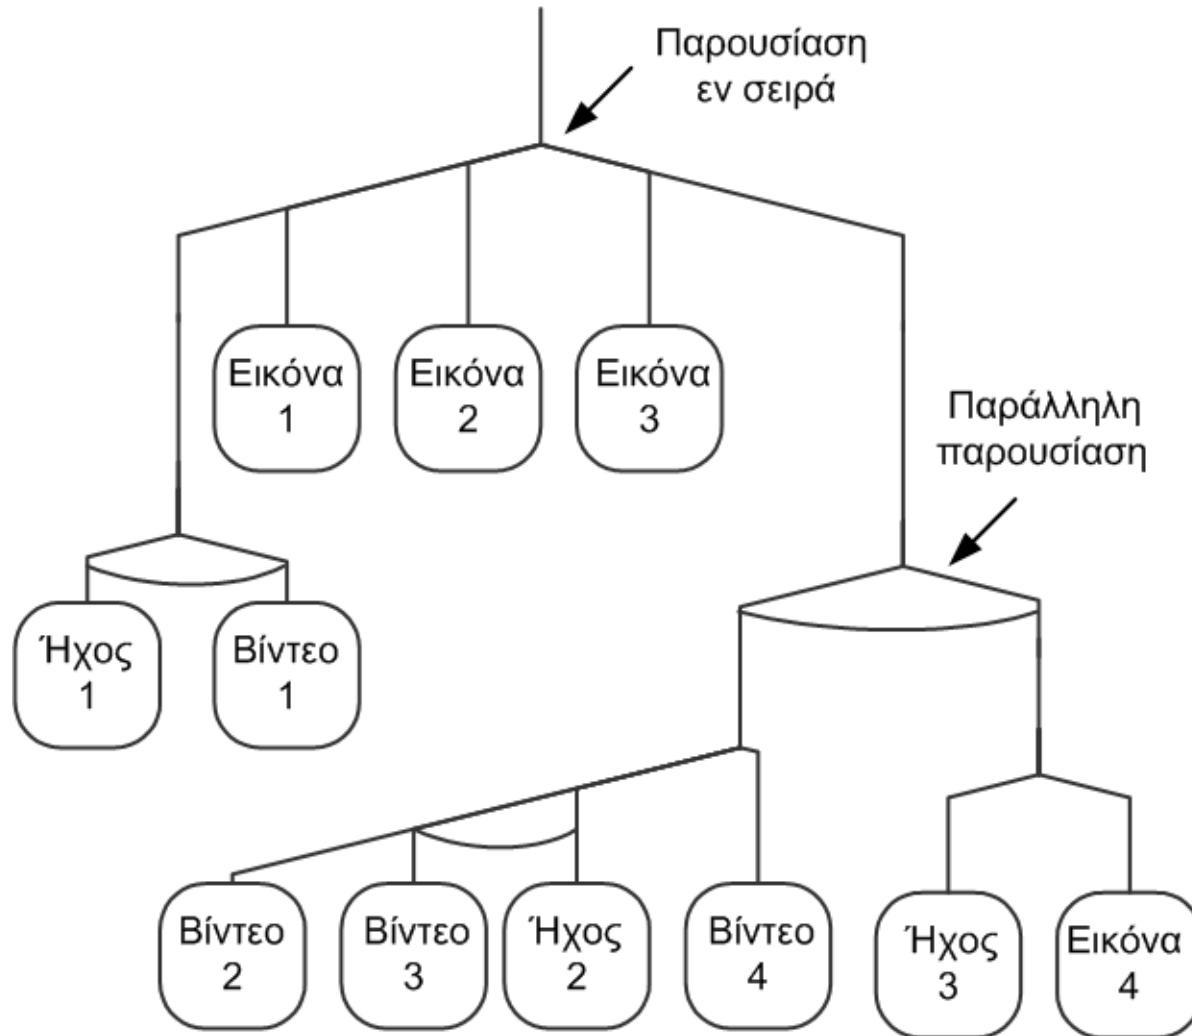 Παρουσίαση
εν σειρά
Εικόνα
1
Εικόνα
2
Εικόνα
3
Παράλληλη
παρουσίαση
Ήχος
1
Βίντεο
1
Βίντεο
2
Βίντεο
3
Ήχος
2
Βίντεο
4
Ήχος
3
Εικόνα
4